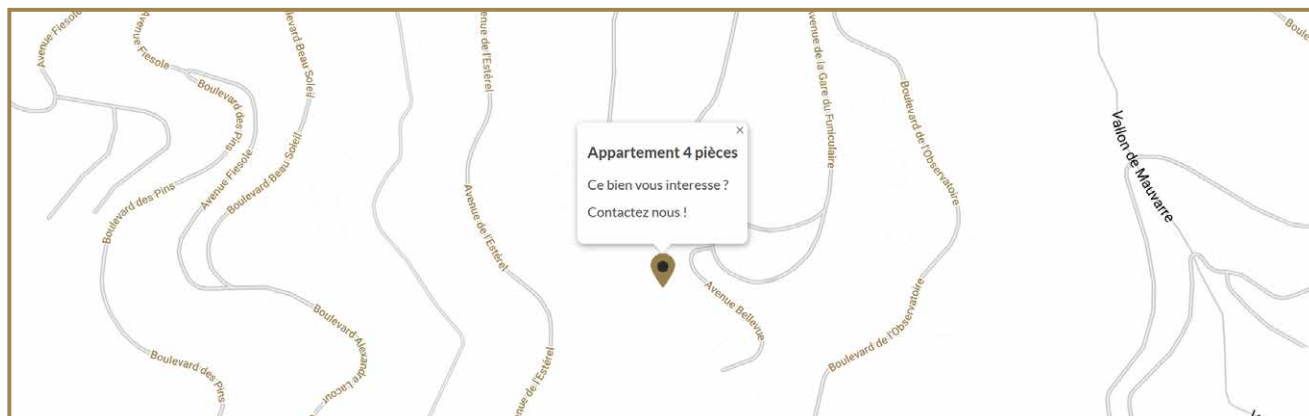 Avenue Fiesole
Avenue Fiesole
Boulevard Beau Soleil
Avenue de l'Estérel
Avenue de la Gare du Funiculaire
Boule
Boulevard des Pins
Boulevard de l'Observatoire
Vallon de Mauvarre
Boulevard Beau Soleil
Avenue Fiesole
×
Appartement 4 pièces
Ce bien vous interesse ?
Contactez nous !
Boulevard des Pins
Avenue de l'Estérel
Avenue Bellevue
Boulevard de l'Observatoire
Boulevard Alexandre Lacour
Boulevard des Pins
Avenue de l'Estérel